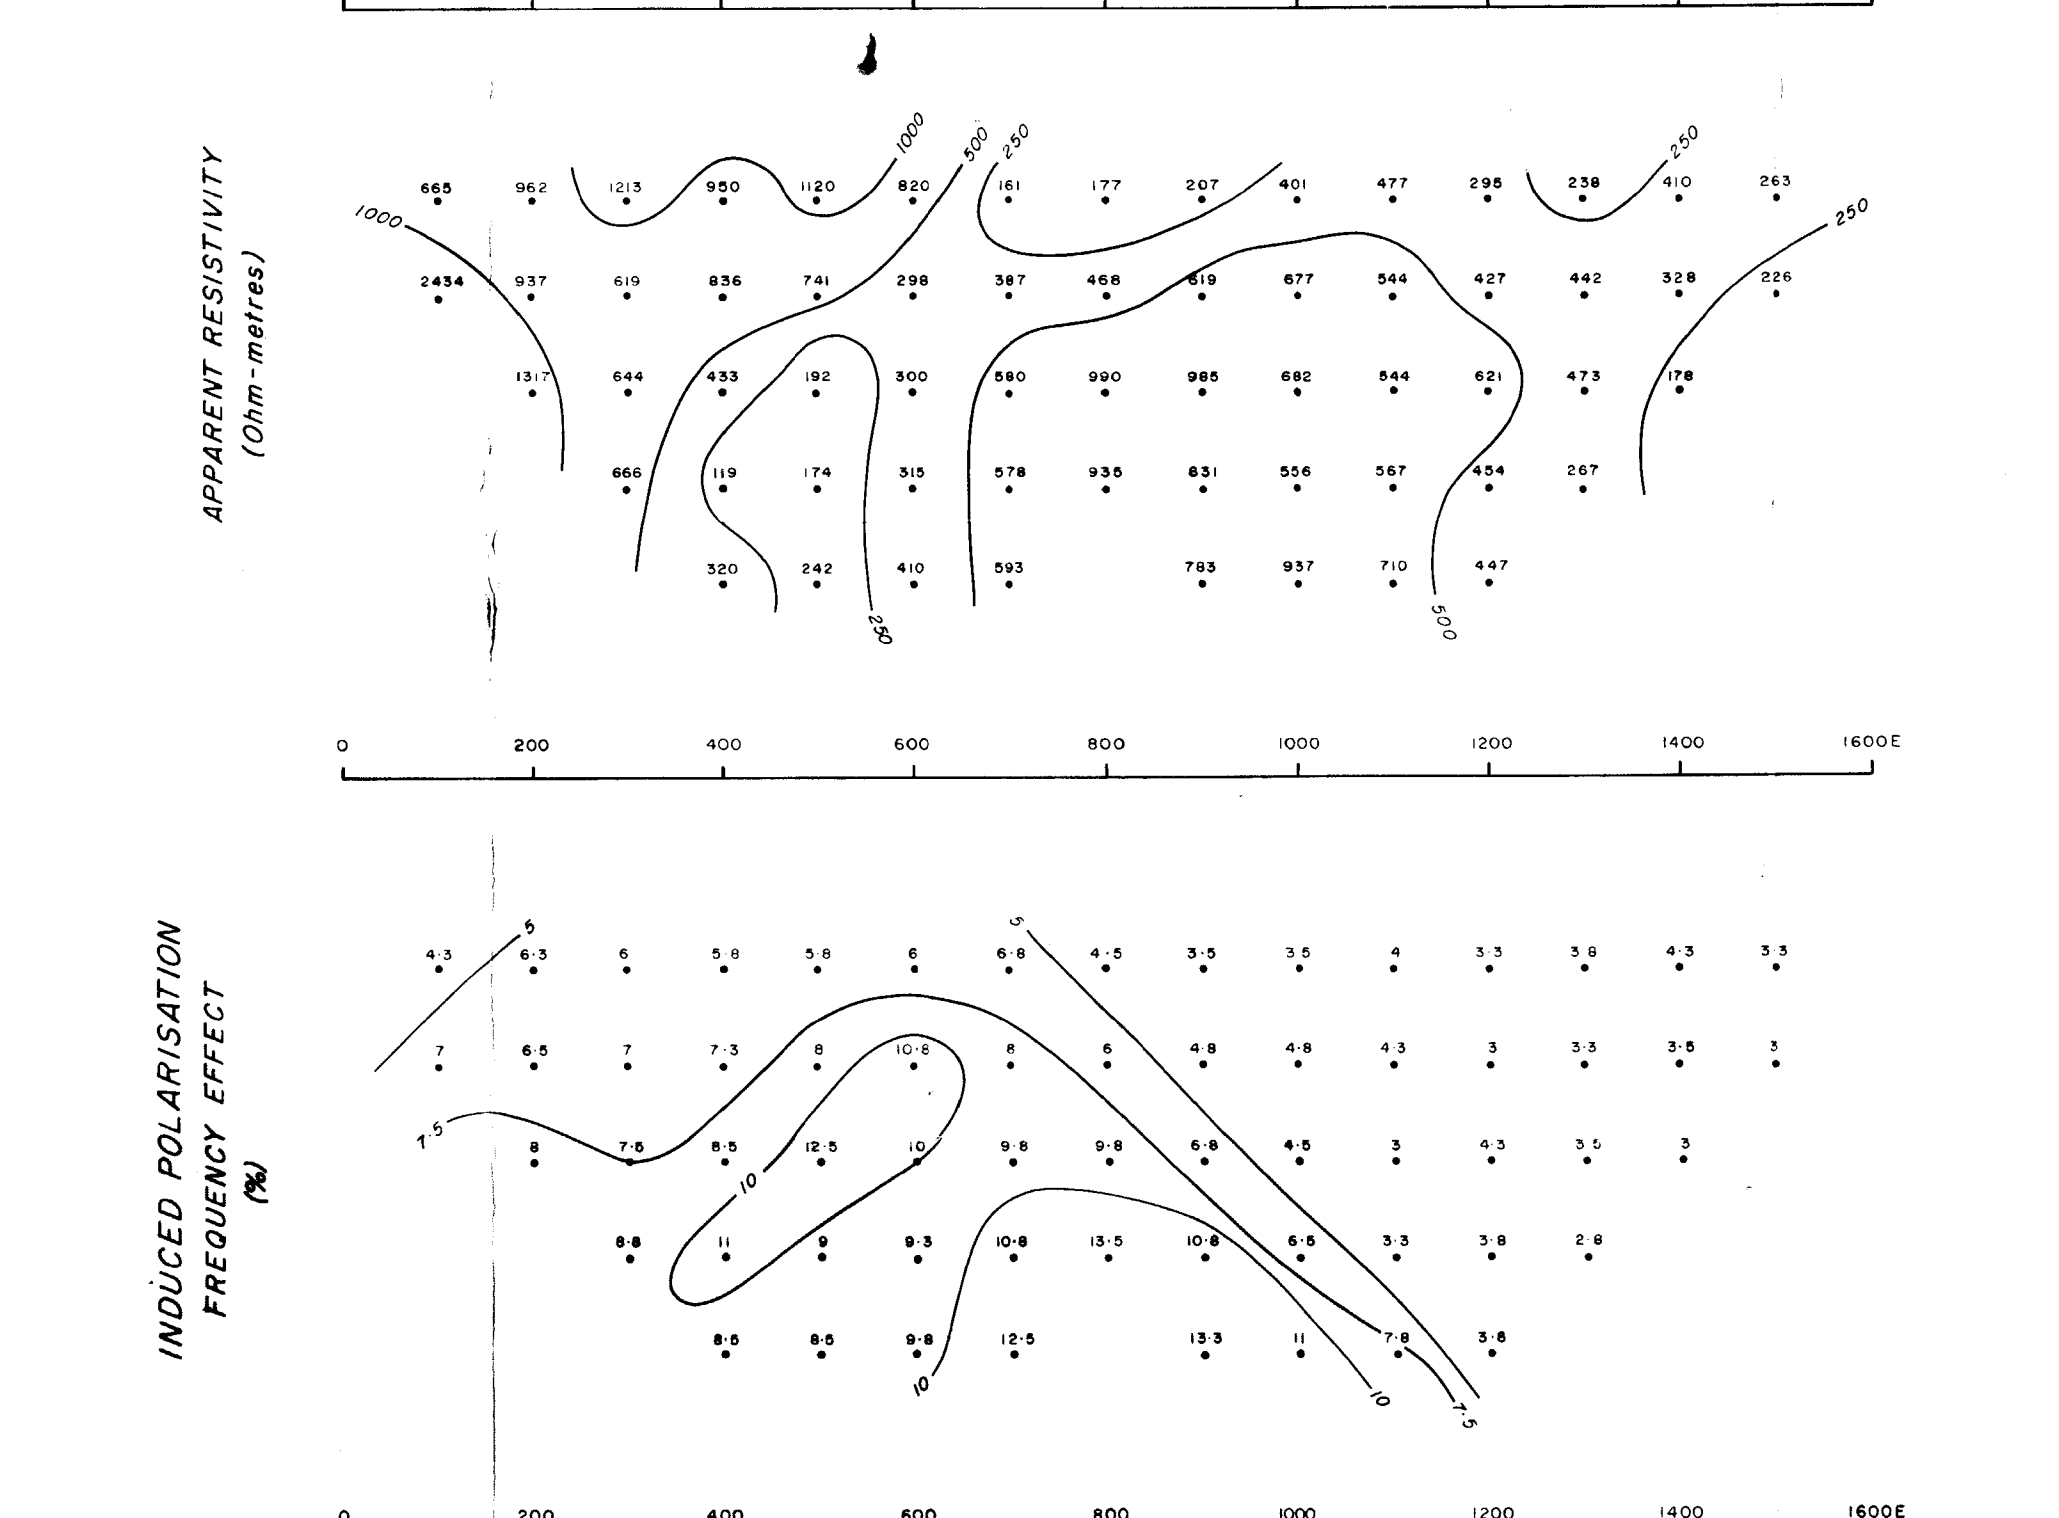 APPARENT RESISTIVITY
(Ohm-metres)
1000 500 250 250
665 962 1213 950 1120 820 161 177 207 401 477 295 238 410 263
1000 250
2434 937 619 836 741 298 387 468 619 677 544 427 442 328 226
1317 644 433 192 300 580 990 985 682 544 621 473 178
666 119 174 315 578 935 831 556 567 454 267
320 242 410 593 783 937 710 447
250 500
0 200 400 600 800 1000 1200 1400 1600E
INDUCED POLARISATION
FREQUENCY EFFECT
(%)
5 5
4.3 6.3 6 5.8 5.8 6 6.8 4.5 3.5 3.5 4 3.3 3.8 4.3 3.3
7 6.5 7 7.3 8 10.8 8 6 4.8 4.8 4.3 3 3.3 3.5 3
7.5
8 7.5 8.5 12.5 10 9.8 9.8 6.8 4.5 3 4.3 3.5 3
10
8.8 11 9 9.3 10.8 13.5 10.8 6.5 3.3 3.8 2.8
8.5 8.5 9.8 12.5 13.3 11 7.8 3.8
10 10 7.5
0 200 400 600 800 1000 1200 1400 1600E